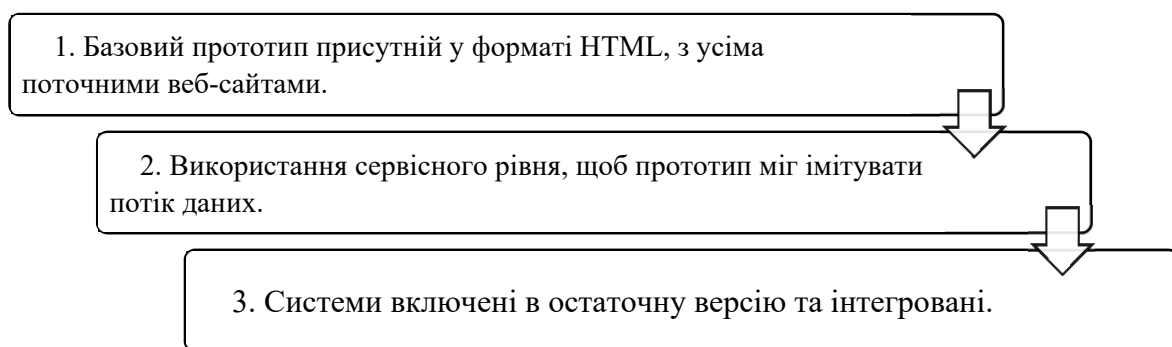 1. Базовий прототип присутній у форматі HTML, з усіма
поточними веб-сайтами.
2. Використання сервісного рівня, щоб прототип міг імітувати
потік даних.
3. Системи включені в остаточну версію та інтегровані.